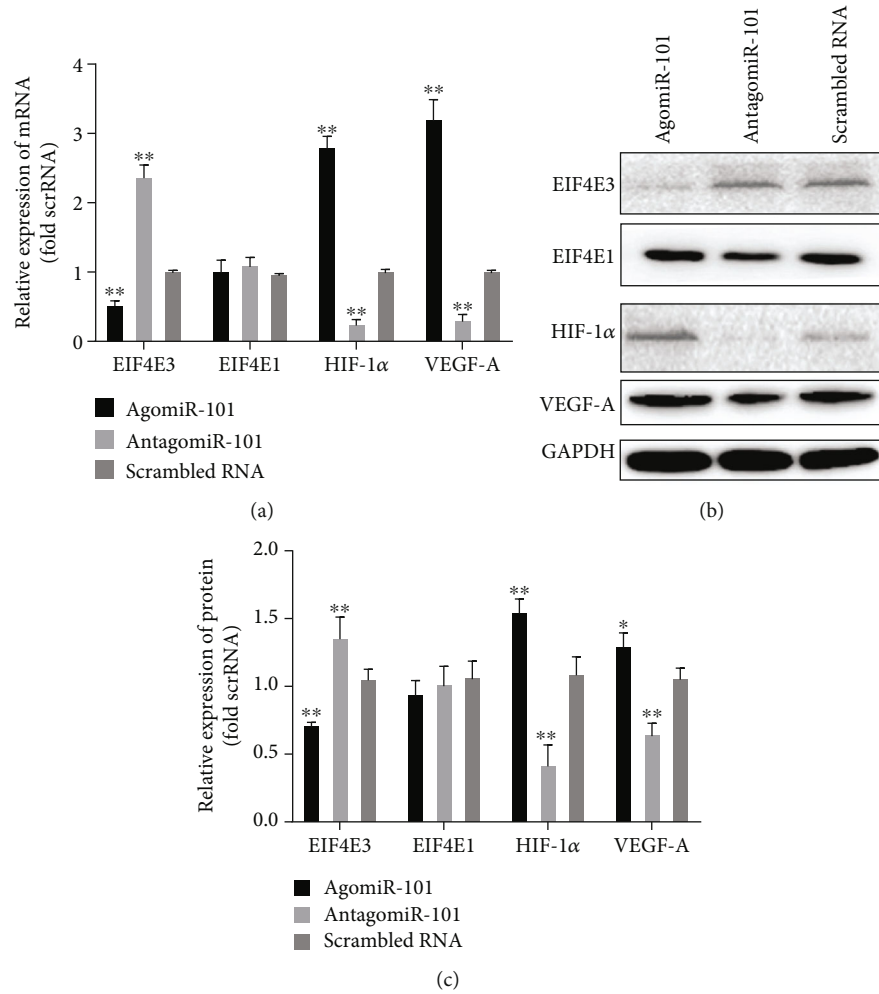 Relative expression of mRNA
(fold scrRNA)
4
3
2
1
0
**
**
**
**
**
**
EIF4E3
EIF4E1
HIF-1α
VEGF-A
AgomiR-101
AntagomiR-101
Scrambled RNA
(a)
AgomiR-101
AntagomiR-101
Scrambled RNA
EIF4E3
EIF4E1
HIF-1α
VEGF-A
GAPDH
(b)
Relative expression of protein
(fold scrRNA)
2.0
1.5
1.0
0.5
0.0
**
**
**
**
*
**
EIF4E3
EIF4E1
HIF-1α
VEGF-A
AgomiR-101
AntagomiR-101
Scrambled RNA
(c)